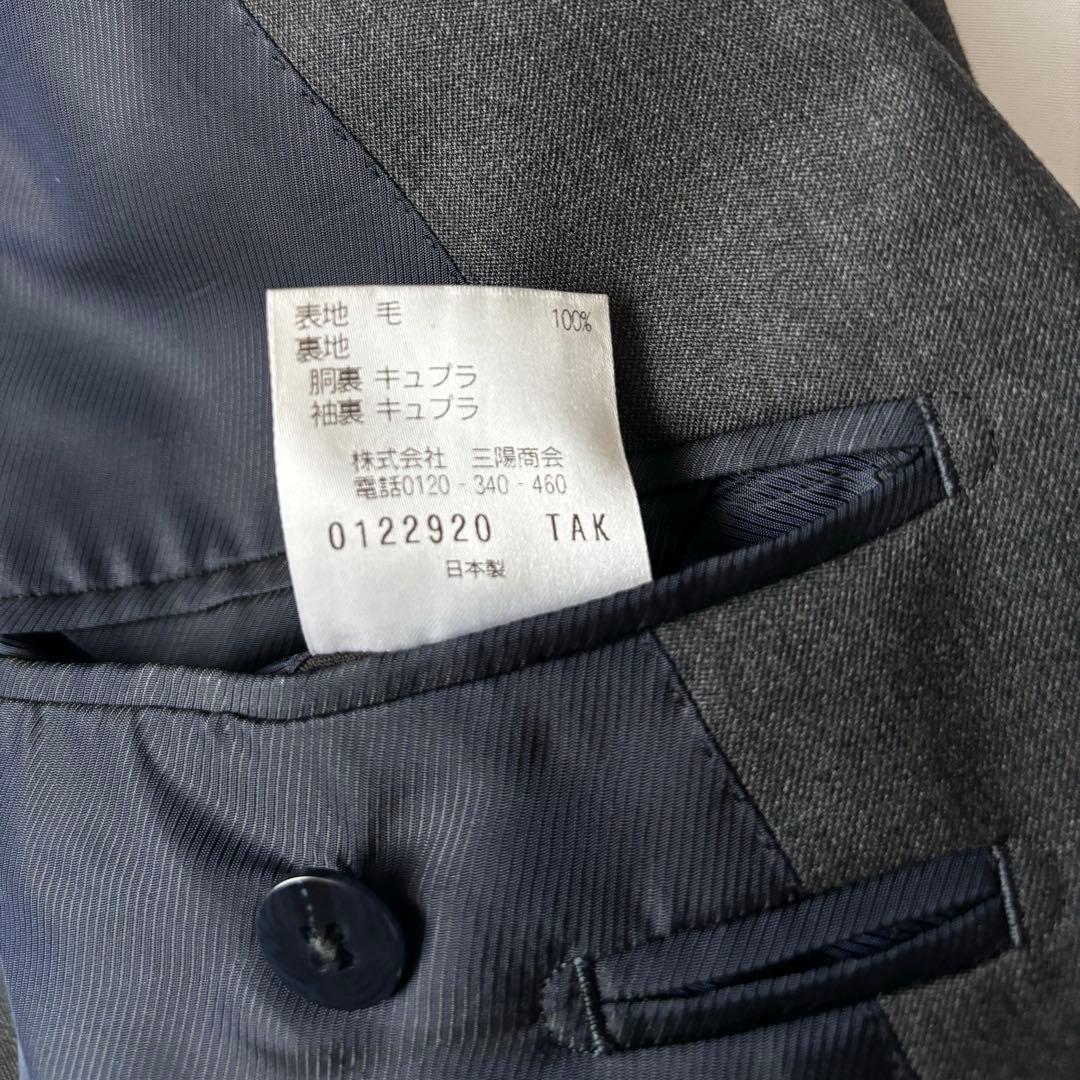 表地 毛 100%
裏地
胴裏 キュプラ
袖裏 キュプラ
株式会社 三陽商会
電話0120-340-460
0122920 TAK
日本製